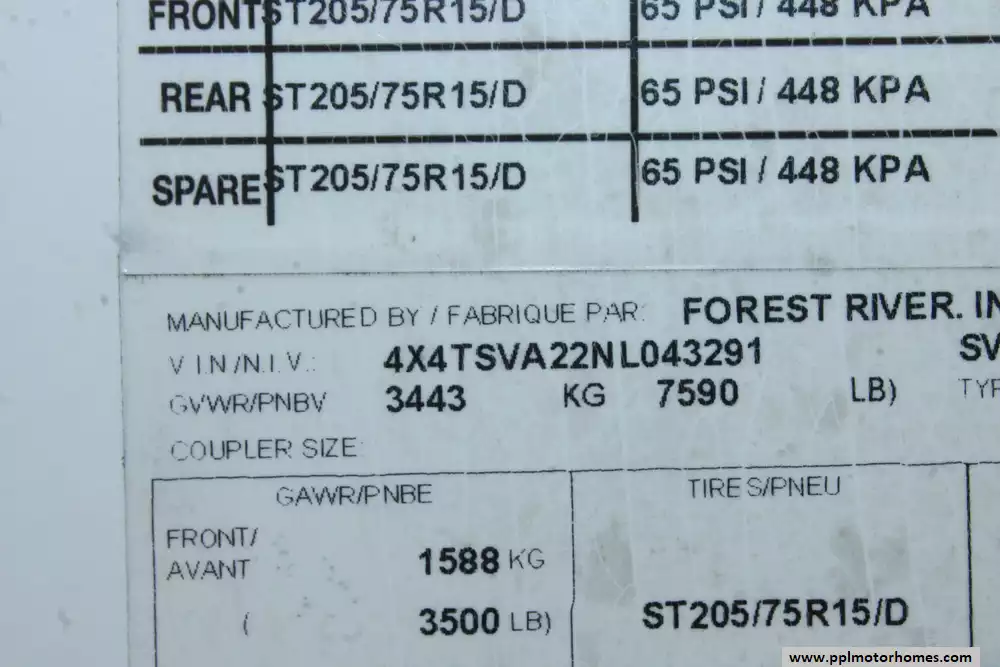 FRONT ST205/75R15/D 65 PSI / 448 KPA
REAR ST205/75R15/D 65 PSI / 448 KPA
SPARE ST205/75R15/D 65 PSI / 448 KPA
MANUFACTURED BY / FABRIQUE PAR: FOREST RIVER. IN
V.I.N./N.I.V.: 4X4TSVA22NL043291 SV
GVWR/PNBV 3443 KG 7590 LB) TYP
COUPLER SIZE:
GAWR/PNBE TIRES/PNEU
FRONT/
AVANT 1588 KG
( 3500 LB) ST205/75R15/D
www.pplmotorhomes.com